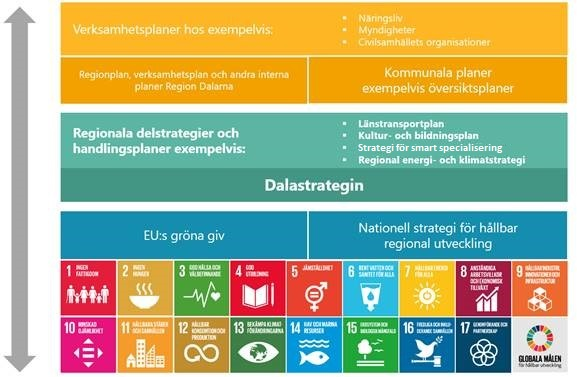 Verksamhetsplaner hos exempelvis:
Näringsliv
Myndigheter
Civilsamhällets organisationer
Regionplan, verksamhetsplan och andra interna
planer Region Dalarna
Kommunala planer
exempelvis översiktsplaner
Regionala delstrategier och
handlingsplaner exempelvis:
Länstransportplan
Kultur- och bildningsplan
Strategi för smart specialisering
Regional energi- och klimatstrategi
Dalastrategin
EU:s gröna giv
Nationell strategi för hållbar
regional utveckling
1 INGEN
FATTIGDOM
2 INGEN
HUNGER
3 GOD HÄLSA OCH
VÄLBEFINNANDE
4 GOD
UTBILDNING
5 JÄMSTÄLLDHET
6 RENT VATTEN OCH
SANITET FÖR ALLA
7 HÅLLBAR ENERGI
FÖR ALLA
8 ANSTÄNDIGA
ARBETSVILLKOR
OCH EKONOMISK
TILLVÄXT
9 HÅLLBAR INDUSTRI,
INNOVATIONER OCH
INFRASTRUKTUR
10 MINSKAD
OJÄMLIKHET
11 HÅLLBARA STÄDER
OCH SAMHÄLLEN
12 HÅLLBAR
KONSUMTION OCH
PRODUKTION
13 BEKÄMPA KLIMAT-
FÖRÄNDRINGARNA
14 HAV OCH MARINA
RESURSER
15 EKOSYSTEM OCH
BIOLOGISK MÅNGFALD
16 FREDLIGA OCH INKLU-
DERANDE SAMHÄLLEN
17 GENOMFÖRANDE OCH
PARTNERSKAP
GLOBALA MÅLEN
för hållbar utveckling